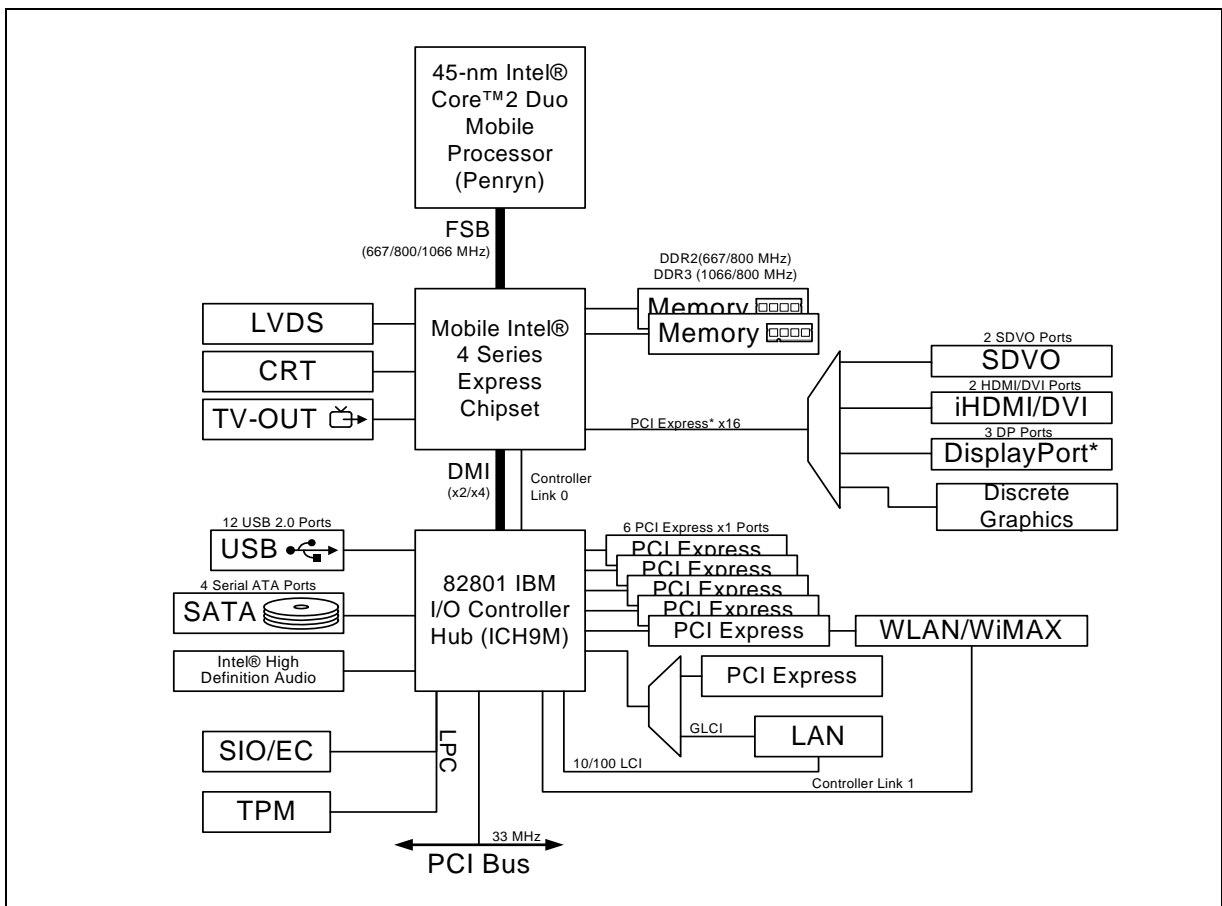 45-nm Intel®
Core™2 Duo
Mobile
Processor
(Penryn)
FSB
(667/800/1066 MHz)
DDR2(667/800 MHz)
DDR3 (1066/800 MHz)
Memory
Memory
LVDS
CRT
TV-OUT
Mobile Intel®
4 Series
Express
Chipset
PCI Express* x16
2 SDVO Ports
SDVO
2 HDMI/DVI Ports
iHDMI/DVI
3 DP Ports
DisplayPort*
Discrete
Graphics
DMI
(x2/x4)
Controller
Link 0
12 USB 2.0 Ports
USB
4 Serial ATA Ports
SATA
Intel® High
Definition Audio
82801 IBM
I/O Controller
Hub (ICH9M)
6 PCI Express x1 Ports
PCI Express
PCI Express
PCI Express
PCI Express
PCI Express
WLAN/WiMAX
PCI Express
GLCI
LAN
10/100 LCI
Controller Link 1
SIO/EC
LPC
TPM
33 MHz
PCI Bus